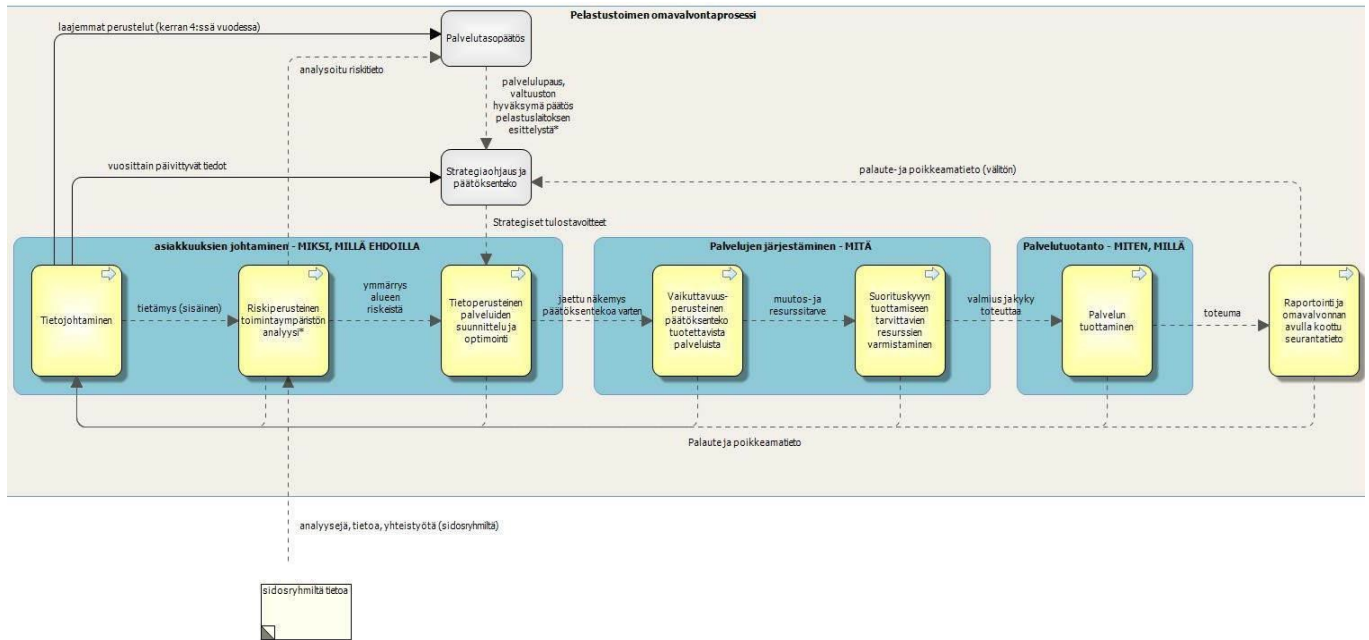 Pelastustoimen omavalvontaprosessi
laajemmat perustelut (kerran 4:ssä vuodessa)
Palvelutasopäätös
analysoitu riskitieto
palvelulupaus,
valtuuston
hyväksymä päätös
pelastuslaitoksen
esittelystä*
vuosittain päivittyvät tiedot
Strategiaohjaus ja
päätöksenteko
palaute- ja poikkeamatieto (välitön)
Strategiset tulostavoitteet
asiakkuuksien johtaminen - MIKSI, MILLÄ EHDOILLA
Palvelujen järjestäminen - MITÄ
Palvelutuotanto - MITEN, MILLÄ
Tietojohtaminen
tietämys (sisäinen)
Riskiperusteinen
toimintaympäristön
analyysi*
ymmärrys
alueen
riskeistä
Tietoperusteinen
palveluiden
suunnittelu ja
optimointi
jaettu näkemys
päätöksentekoa varten
Vaikuttavuus-
perusteinen
päätöksenteko
tuotettavista
palveluista
muutos- ja
resurssitarve
Suorituskyvyn
tuottamiseen
tarvittavien
resurssien
varmistaminen
valmius ja kyky
toteuttaa
Palvelun
tuottaminen
toteuma
Raportointi ja
omavalvonnan
avulla koottu
seurantatieto
Palaute ja poikkeamatieto
analyysejä, tietoa, yhteistyötä (sidosryhmiltä)
sidosryhmiltä tietoa